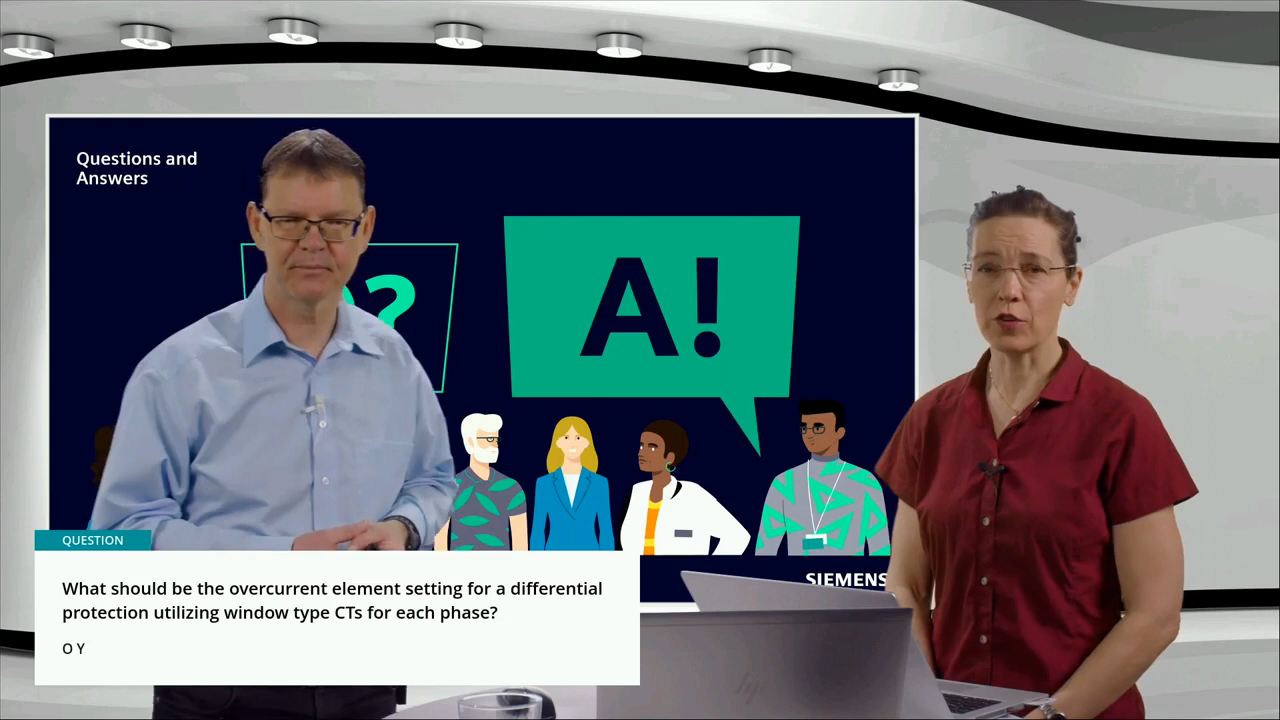 Questions and
Answers
?
A!
SIEMENS
QUESTION
What should be the overcurrent element setting for a differential
protection utilizing window type CTs for each phase?
O Y
hp